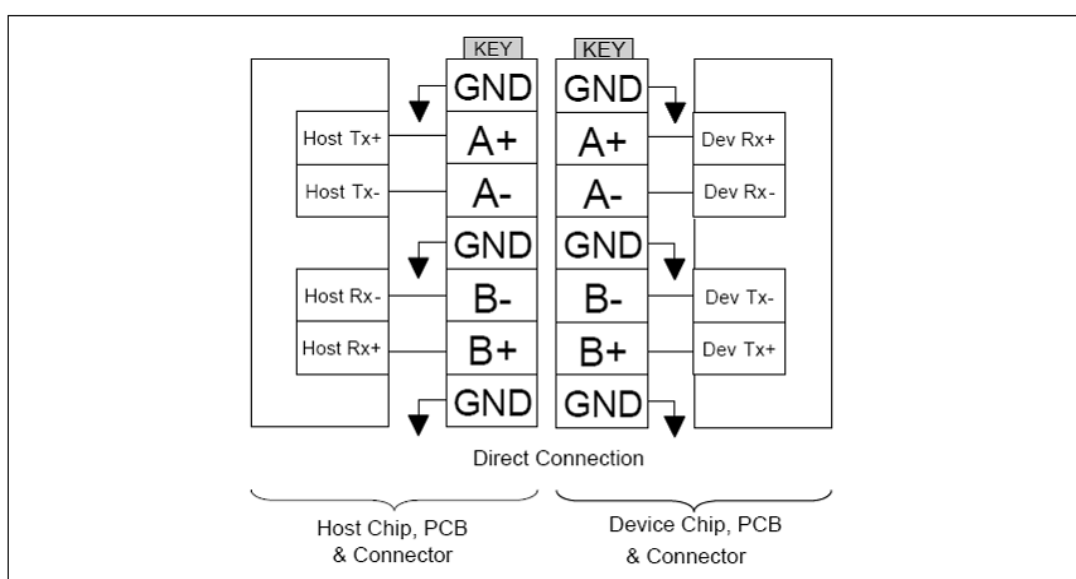 KEY KEY
GND GND
Host Tx+ A+ A+ Dev Rx+
Host Tx- A- A- Dev Rx-
GND GND
Host Rx- B- B- Dev Tx-
Host Rx+ B+ B+ Dev Tx+
GND GND
Direct Connection
Host Chip, PCB
& Connector
Device Chip, PCB
& Connector